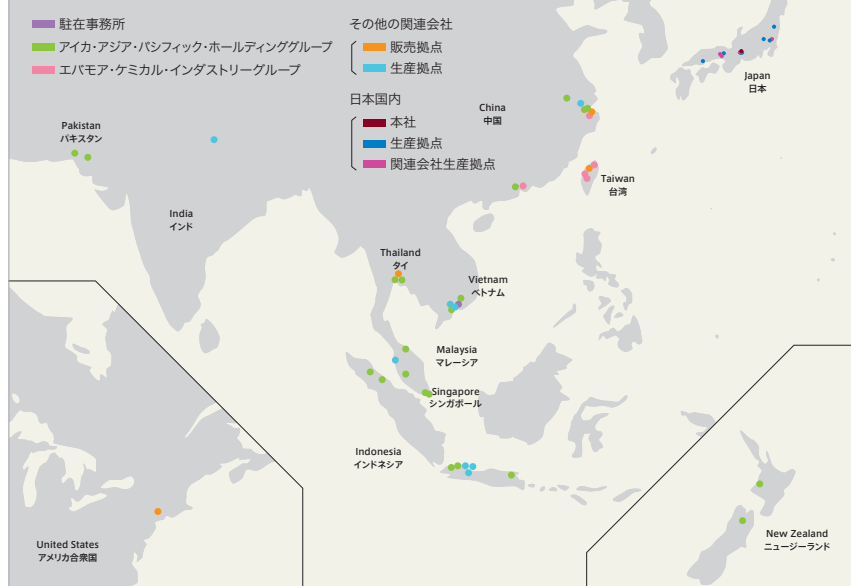 駐在事務所
アイカ・アジア・パシフィック・ホールディンググループ
エバモア・ケミカル・インダストリーグループ
その他の関連会社
販売拠点
生産拠点
日本国内
本社
生産拠点
関連会社生産拠点
Japan
日本
China
中国
Pakistan
パキスタン
Taiwan
台湾
India
インド
Thailand
タイ
Vietnam
ベトナム
Malaysia
マレーシア
Singapore
シンガポール
Indonesia
インドネシア
United States
アメリカ合衆国
New Zealand
ニュージーランド